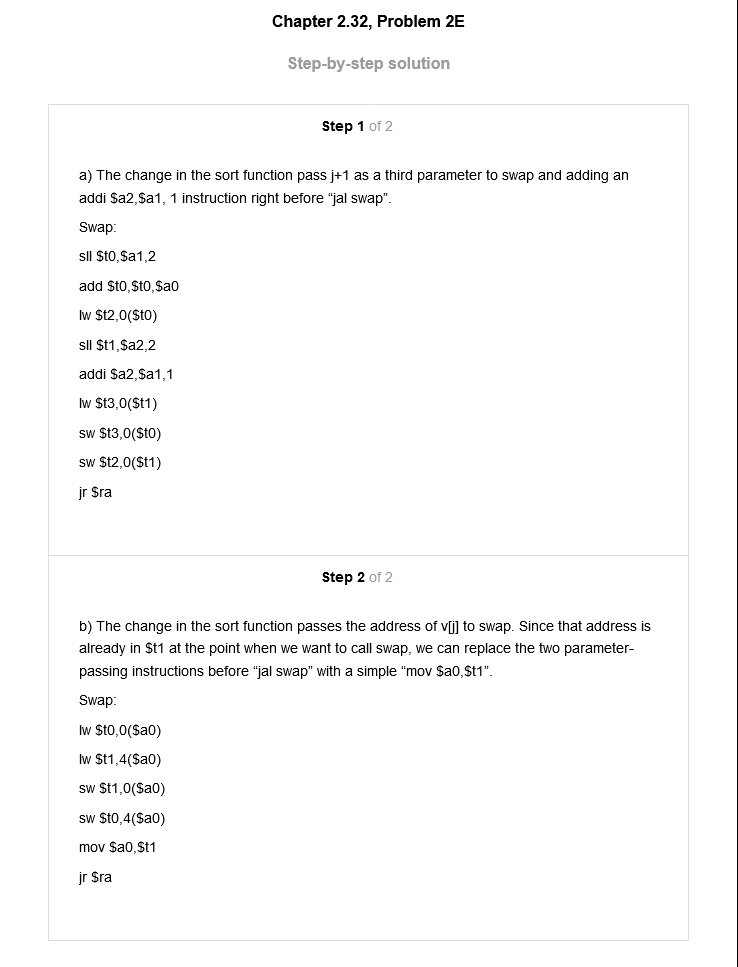 Chapter 2.32, Problem 2E
Step-by-step solution
Step 1 of 2
a) The change in the sort function pass j+1 as a third parameter to swap and adding an
addi $a2,$a1, 1 instruction right before “jal swap”.
Swap:
sll $t0,$a1,2
add $t0,$t0,$a0
lw $t2,0($t0)
sll $t1,$a2,2
addi $a2,$a1,1
lw $t3,0($t1)
sw $t3,0($t0)
sw $t2,0($t1)
jr $ra
Step 2 of 2
b) The change in the sort function passes the address of v[j] to swap. Since that address is
already in $t1 at the point when we want to call swap, we can replace the two parameter-
passing instructions before “jal swap” with a simple “mov $a0,$t1”.
Swap:
lw $t0,0($a0)
lw $t1,4($a0)
sw $t1,0($a0)
sw $t0,4($a0)
mov $a0,$t1
jr $ra